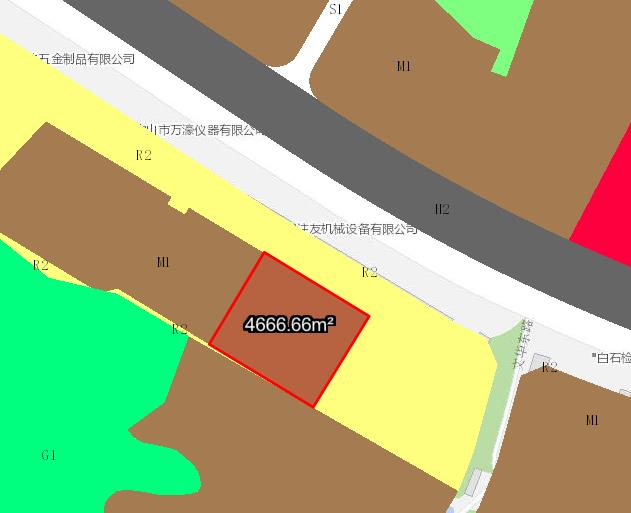 S1
五金制品有限公司
M1
山市万濠仪器有限公司
R2
H2
注友机械设备有限公司
R2
M1
R2
4666.66m²
R2
文华东路
"白石检
R2
M1
G1